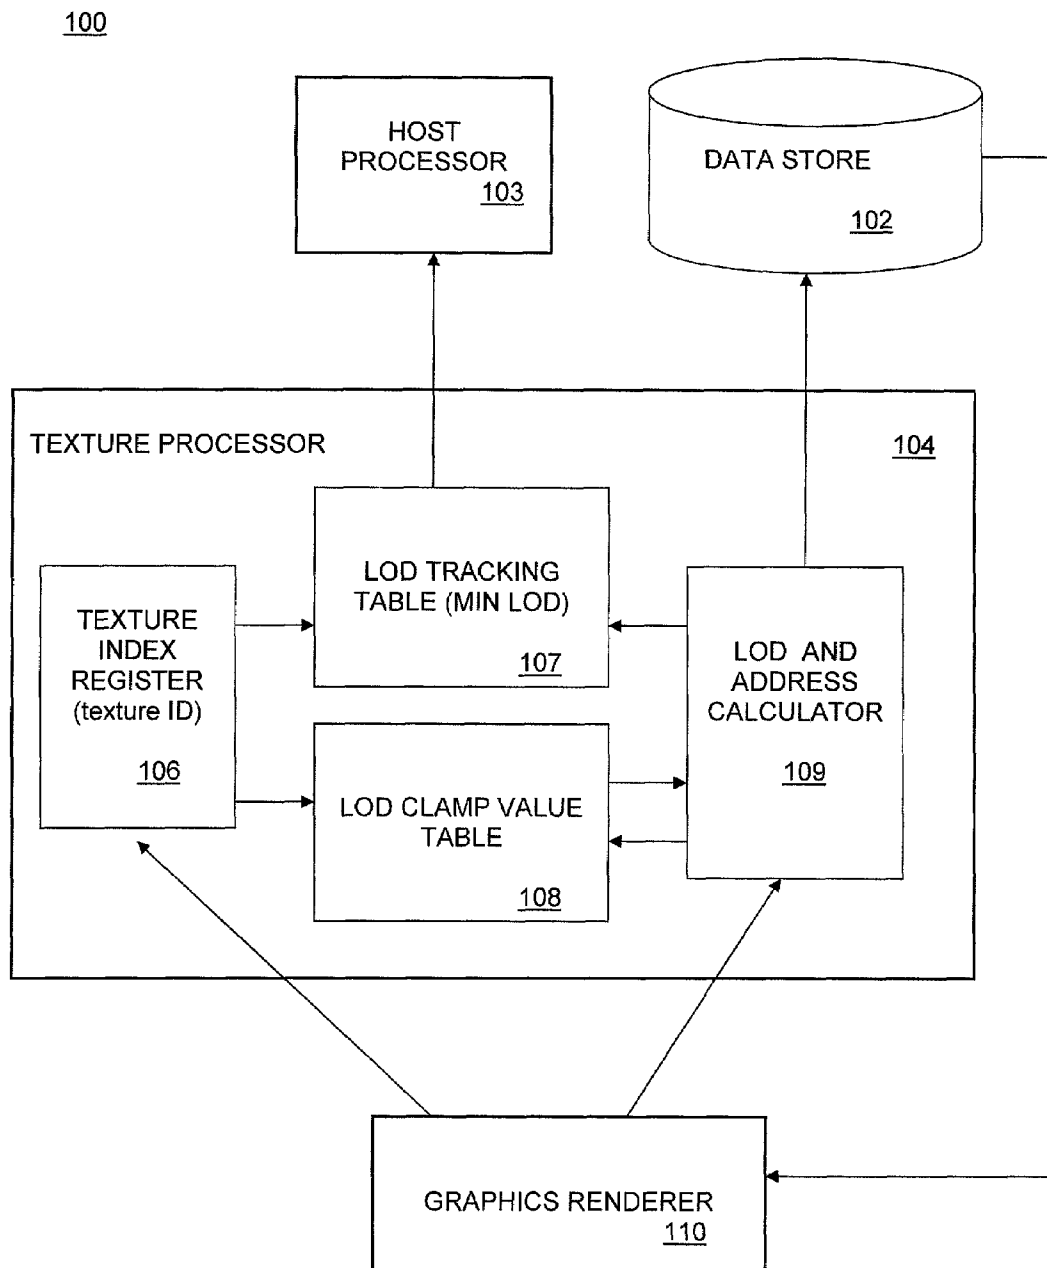 100
HOST
PROCESSOR
103
DATA STORE
102
TEXTURE PROCESSOR
104
LOD TRACKING
TABLE (MIN LOD)
107
TEXTURE
INDEX
REGISTER
(texture ID)
106
LOD AND
ADDRESS
CALCULATOR
109
LOD CLAMP VALUE
TABLE
108
GRAPHICS RENDERER
110